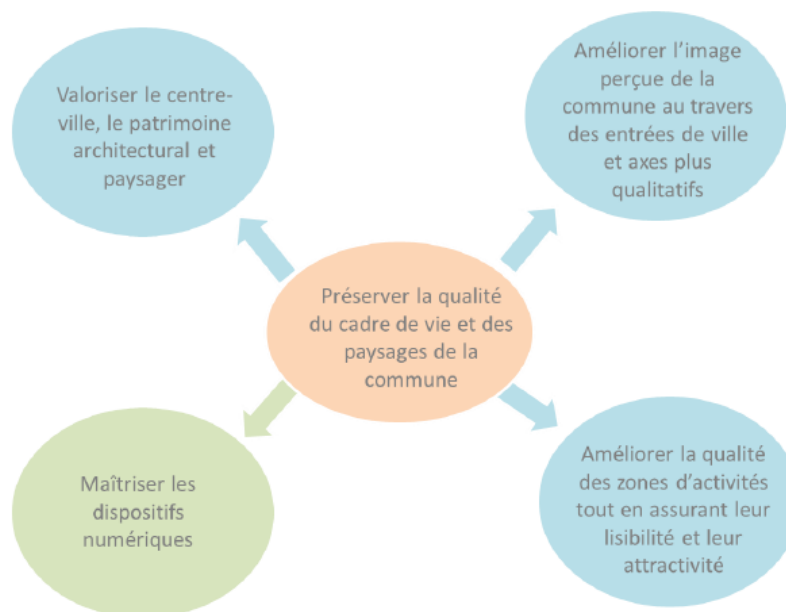 Valoriser le centre-
ville, le patrimoine
architectural et
paysager
Améliorer l'image
perçue de la
commune au travers
des entrées de ville
et axes plus
qualitatifs
Préserver la qualité
du cadre de vie et des
paysages de la
commune
Maîtriser les
dispositifs
numériques
Améliorer la qualité
des zones d'activités
tout en assurant leur
lisibilité et leur
attractivité